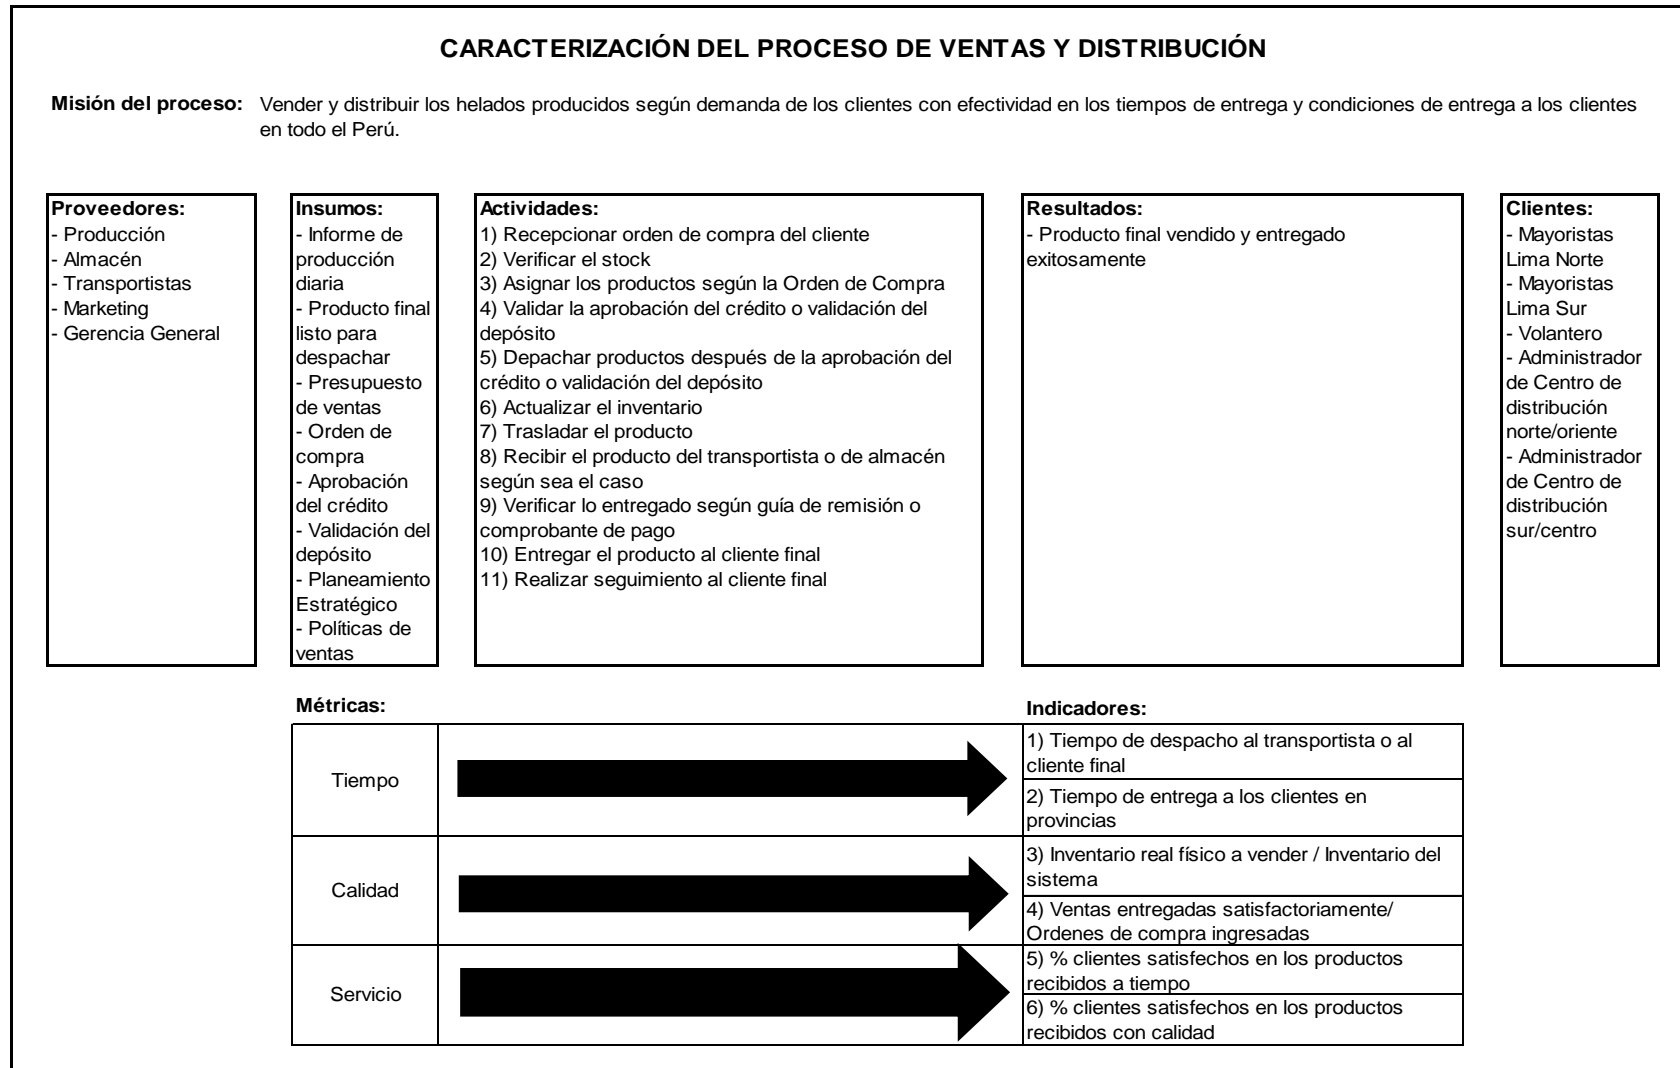 CARACTERIZACIÓN DEL PROCESO DE VENTAS Y DISTRIBUCIÓN
Misión del proceso: Vender y distribuir los helados producidos según demanda de los clientes con efectividad en los tiempos de entrega y condiciones de entrega a los clientes
en todo el Perú.
Proveedores:
- Producción
- Almacén
- Transportistas
- Marketing
- Gerencia General
Insumos:
- Informe de
producción
diaria
- Producto final
listo para
despachar
- Presupuesto
de ventas
- Orden de
compra
- Aprobación
del crédito
- Validación del
depósito
- Planeamiento
Estratégico
- Políticas de
ventas
Actividades:
1) Recepcionar orden de compra del cliente
2) Verificar el stock
3) Asignar los productos según la Orden de Compra
4) Validar la aprobación del crédito o validación del
depósito
5) Depachar productos después de la aprobación del
crédito o validación del depósito
6) Actualizar el inventario
7) Trasladar el producto
8) Recibir el producto del transportista o de almacén
según sea el caso
9) Verificar lo entregado según guía de remisión o
comprobante de pago
10) Entregar el producto al cliente final
11) Realizar seguimiento al cliente final
Resultados:
- Producto final vendido y entregado
exitosamente
Clientes:
- Mayoristas
Lima Norte
- Mayoristas
Lima Sur
- Volantero
- Administrador
de Centro de
distribución
norte/oriente
- Administrador
de Centro de
distribución
sur/centro
Métricas:
Indicadores:
Tiempo
1) Tiempo de despacho al transportista o al
cliente final
2) Tiempo de entrega a los clientes en
provincias
Calidad
3) Inventario real físico a vender / Inventario del
sistema
4) Ventas entregadas satisfactoriamente/
Ordenes de compra ingresadas
Servicio
5) % clientes satisfechos en los productos
recibidos a tiempo
6) % clientes satisfechos en los productos
recibidos con calidad